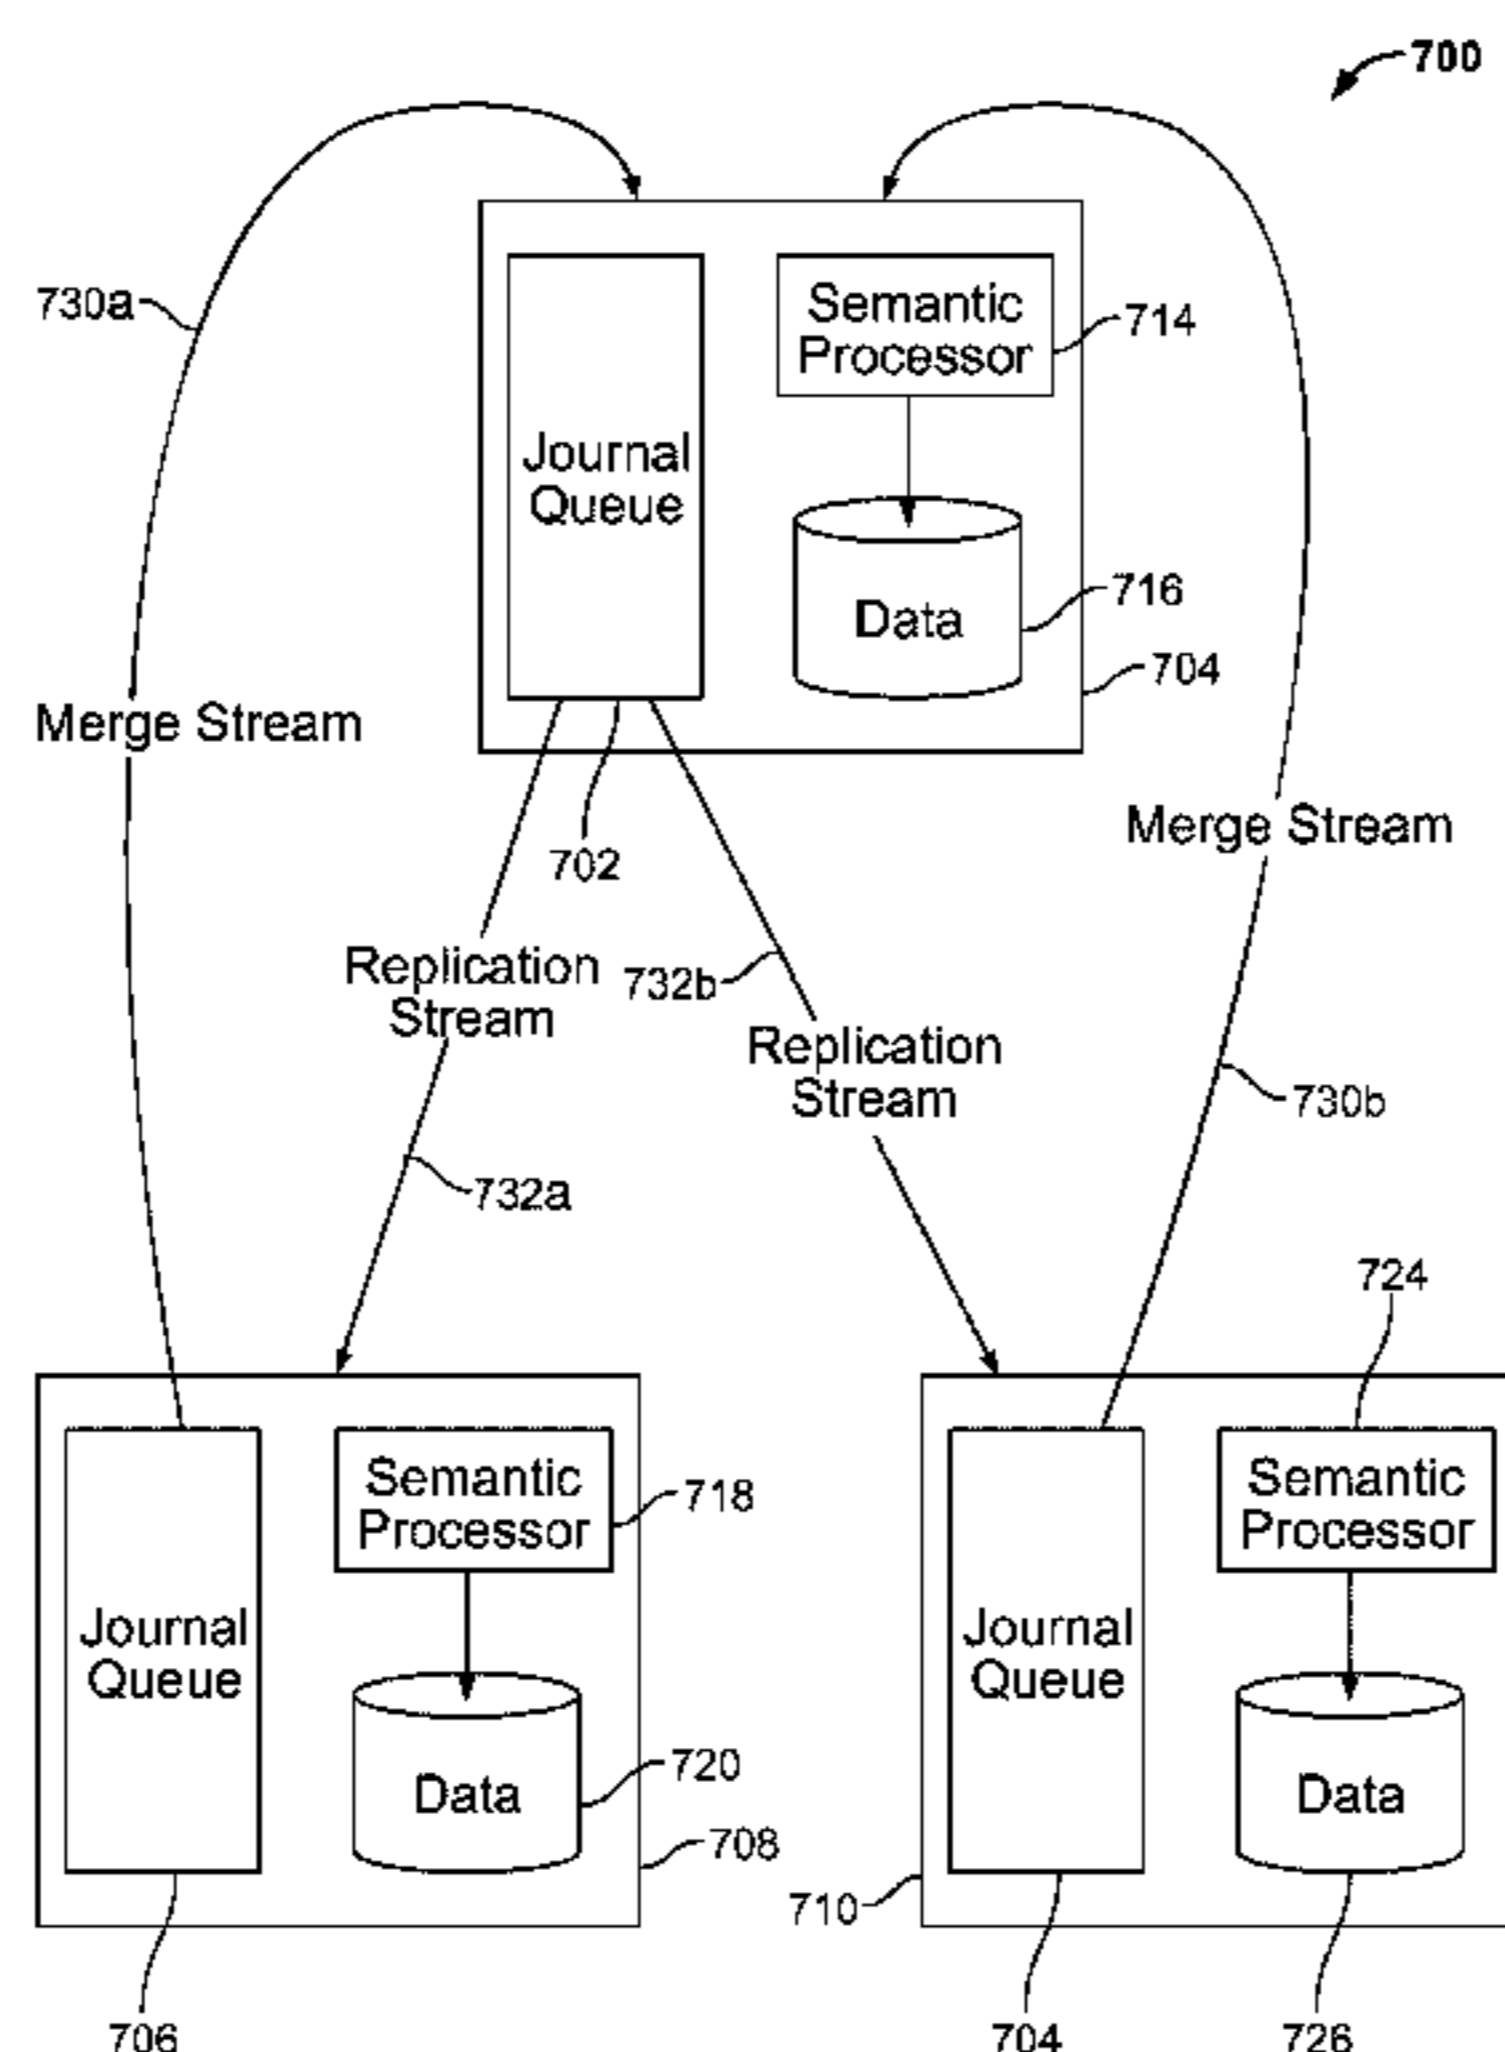 700
730a
Semantic
Processor
714
Journal
Queue
716
Data
704
Merge Stream
Merge Stream
702
Replication
Stream
732b
Replication
Stream
730b
732a
724
Semantic
Processor
718
Semantic
Processor
Journal
Queue
Journal
Queue
720
Data
Data
708
710
706
704
726